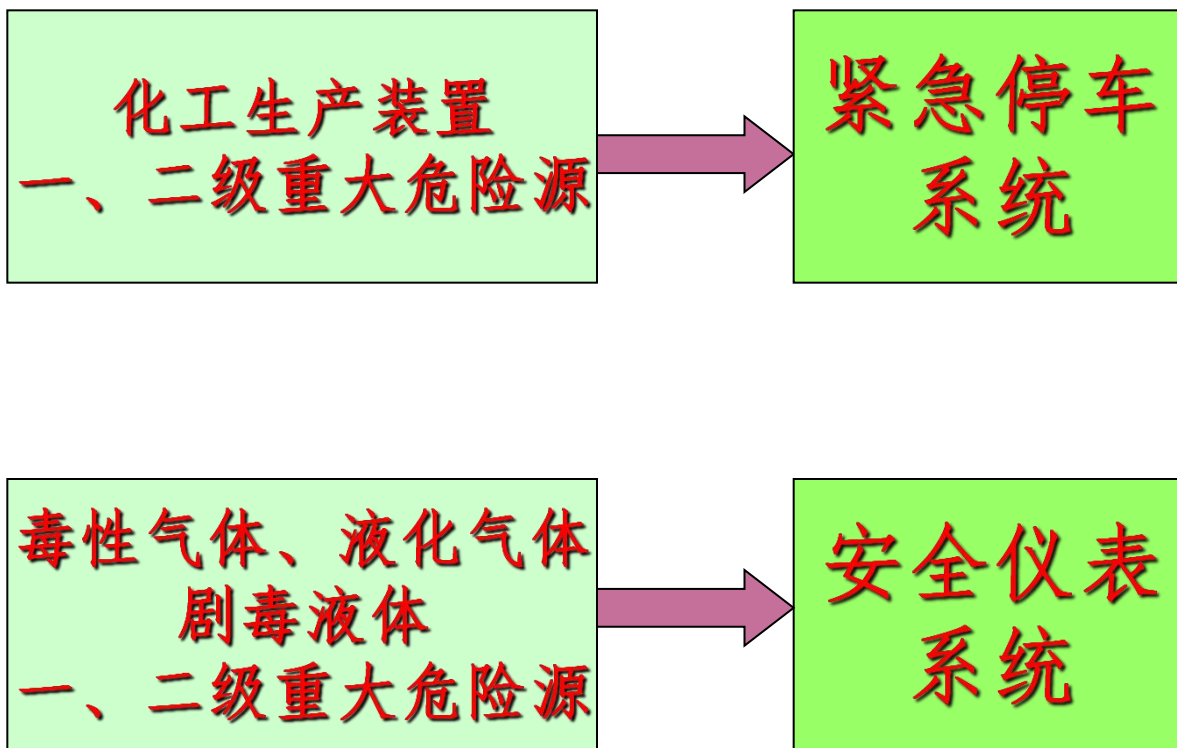 化工生产装置
一、二级重大危险源
紧急停车
系统
毒性气体、液化气体
剧毒液体
一、二级重大危险源
安全仪表
系统